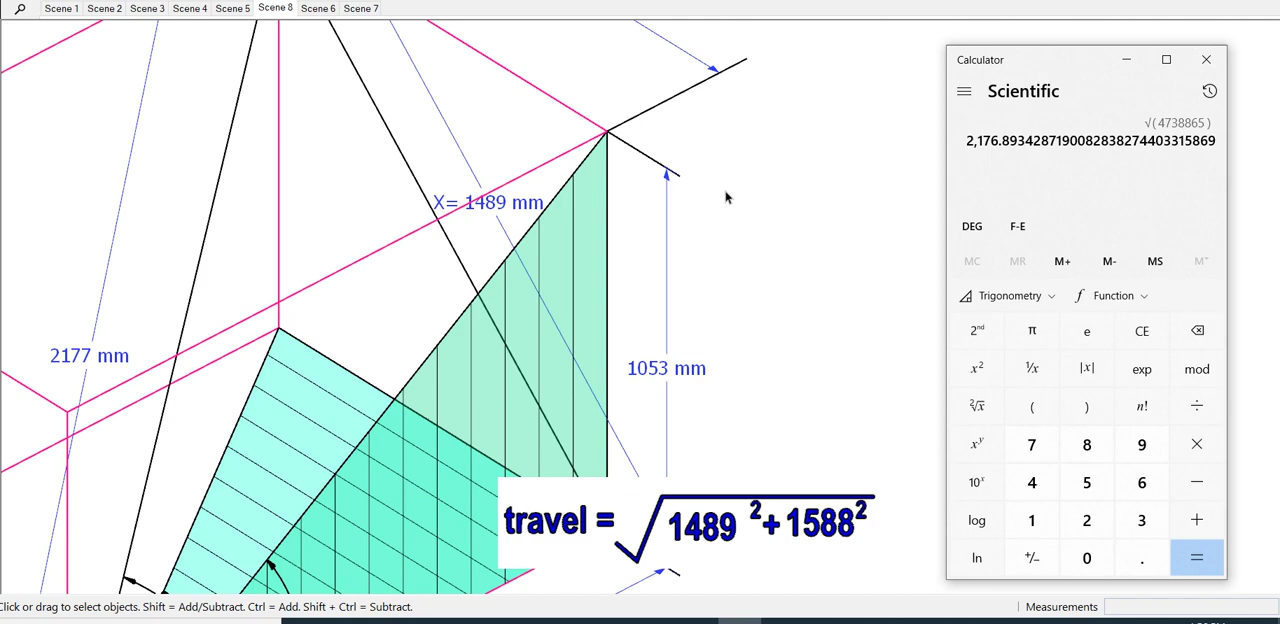 Scene 1 Scene 2 Scene 3 Scene 4 Scene 5 Scene 8 Scene 6 Scene 7
X= 1489 mm
2177 mm
1053 mm
travel = √1489 ²+1588²
Calculator
Scientific
√(4738865)
2,176.8934287190082838274403315869
DEG F-E
MC MR M+ M- MS M˅
Trigonometry Function
2ⁿᵈ π e CE
x² ¹/x |x| exp mod
²√x ( ) n! ÷
xʸ 7 8 9 ×
10ˣ 4 5 6 −
log 1 2 3 +
ln +/− 0 . =
Click or drag to select objects. Shift = Add/Subtract. Ctrl = Add. Shift + Ctrl = Subtract.
Measurements